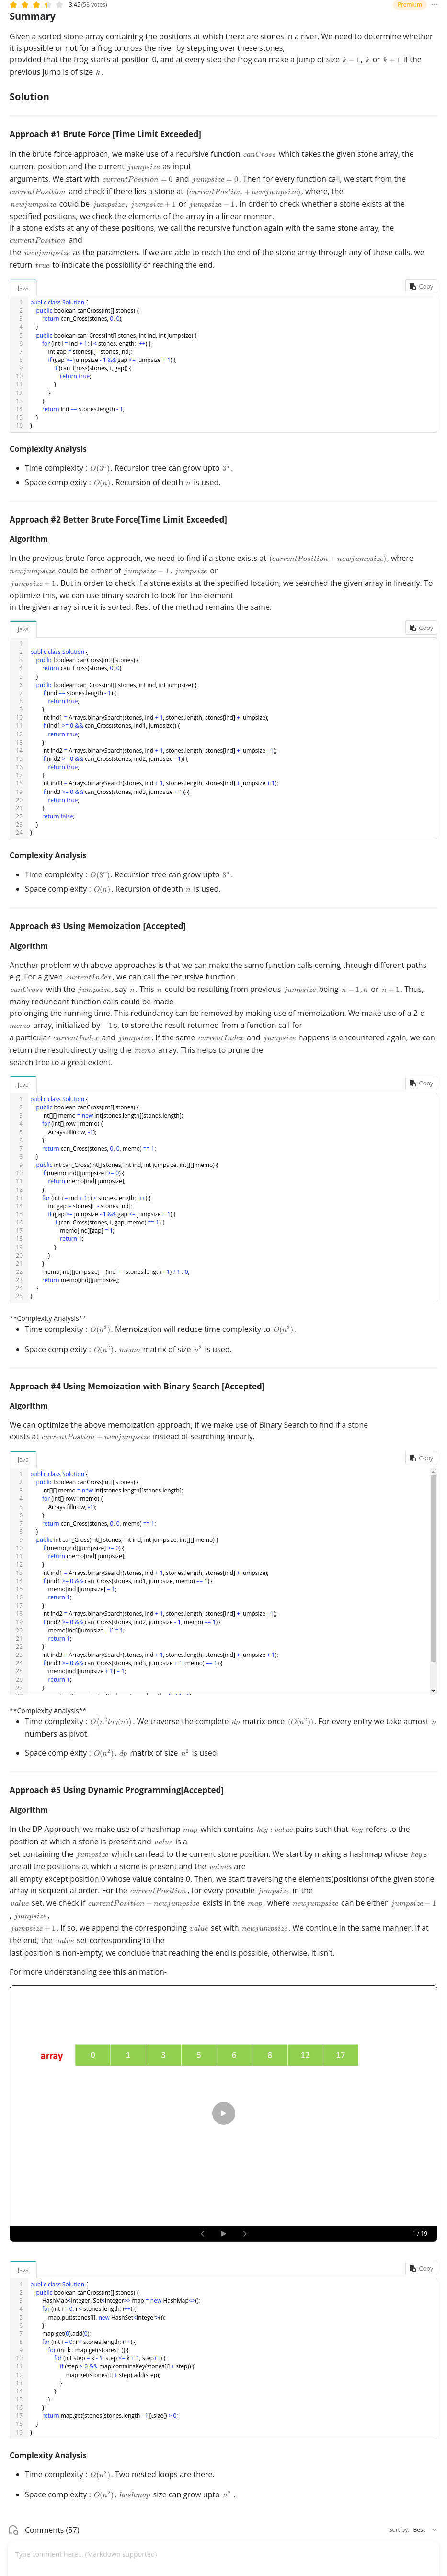 3.45 (53 votes)
Premium
Summary
Given a sorted stone array containing the positions at which there are stones in a river. We need to determine whether it is possible or not for a frog to cross the river by stepping over these stones,
provided that the frog starts at position 0, and at every step the frog can make a jump of size k − 1, k or k + 1 if the previous jump is of size k.
Solution
Approach #1 Brute Force [Time Limit Exceeded]
In the brute force approach, we make use of a recursive function canCross which takes the given stone array, the current position and the current jumpsize as input
arguments. We start with currentPosition = 0 and jumpsize = 0. Then for every function call, we start from the
currentPosition and check if there lies a stone at (currentPostion + newjumpsize), where, the
newjumpsize could be jumpsize, jumpsize + 1 or jumpsize − 1. In order to check whether a stone exists at the specified positions, we check the elements of the array in a linear manner.
If a stone exists at any of these positions, we call the recursive function again with the same stone array, the currentPosition and
the newjumpsize as the parameters. If we are able to reach the end of the stone array through any of these calls, we return true to indicate the possibility of reaching the end.
Java
Copy
1 public class Solution {
2 public boolean canCross(int[] stones) {
3 return can_Cross(stones, 0, 0);
4 }
5 public boolean can_Cross(int[] stones, int ind, int jumpsize) {
6 for (int i = ind + 1; i < stones.length; i++) {
7 int gap = stones[i] - stones[ind];
8 if (gap >= jumpsize - 1 && gap <= jumpsize + 1) {
9 if (can_Cross(stones, i, gap)) {
10 return true;
11 }
12 }
13 }
14 return ind == stones.length - 1;
15 }
16 }
Complexity Analysis
• Time complexity : O(3ⁿ). Recursion tree can grow upto 3ⁿ.
• Space complexity : O(n). Recursion of depth n is used.
Approach #2 Better Brute Force[Time Limit Exceeded]
Algorithm
In the previous brute force approach, we need to find if a stone exists at (currentPosition + newjumpsize), where newjumpsize could be either of jumpsize − 1, jumpsize or
jumpsize + 1. But in order to check if a stone exists at the specified location, we searched the given array in linearly. To optimize this, we can use binary search to look for the element
in the given array since it is sorted. Rest of the method remains the same.
Java
Copy
1
2 public class Solution {
3 public boolean canCross(int[] stones) {
4 return can_Cross(stones, 0, 0);
5 }
6 public boolean can_Cross(int[] stones, int ind, int jumpsize) {
7 if (ind == stones.length - 1) {
8 return true;
9 }
10 int ind1 = Arrays.binarySearch(stones, ind + 1, stones.length, stones[ind] + jumpsize);
11 if (ind1 >= 0 && can_Cross(stones, ind1, jumpsize)) {
12 return true;
13 }
14 int ind2 = Arrays.binarySearch(stones, ind + 1, stones.length, stones[ind] + jumpsize - 1);
15 if (ind2 >= 0 && can_Cross(stones, ind2, jumpsize - 1)) {
16 return true;
17 }
18 int ind3 = Arrays.binarySearch(stones, ind + 1, stones.length, stones[ind] + jumpsize + 1);
19 if (ind3 >= 0 && can_Cross(stones, ind3, jumpsize + 1)) {
20 return true;
21 }
22 return false;
23 }
24 }
Complexity Analysis
• Time complexity : O(3ⁿ). Recursion tree can grow upto 3ⁿ.
• Space complexity : O(n). Recursion of depth n is used.
Approach #3 Using Memoization [Accepted]
Algorithm
Another problem with above approaches is that we can make the same function calls coming through different paths e.g. For a given currentIndex, we can call the recursive function
canCross with the jumpsize, say n. This n could be resulting from previous jumpsize being n − 1, n or n + 1. Thus, many redundant function calls could be made
prolonging the running time. This redundancy can be removed by making use of memoization. We make use of a 2-d memo array, initialized by −1s, to store the result returned from a function call for
a particular currentIndex and jumpsize. If the same currentIndex and jumpsize happens is encountered again, we can return the result directly using the memo array. This helps to prune the
search tree to a great extent.
Java
Copy
1 public class Solution {
2 public boolean canCross(int[] stones) {
3 int[][] memo = new int[stones.length][stones.length];
4 for (int[] row : memo) {
5 Arrays.fill(row, -1);
6 }
7 return can_Cross(stones, 0, 0, memo) == 1;
8 }
9 public int can_Cross(int[] stones, int ind, int jumpsize, int[][] memo) {
10 if (memo[ind][jumpsize] >= 0) {
11 return memo[ind][jumpsize];
12 }
13 for (int i = ind + 1; i < stones.length; i++) {
14 int gap = stones[i] - stones[ind];
15 if (gap >= jumpsize - 1 && gap <= jumpsize + 1) {
16 if (can_Cross(stones, i, gap, memo) == 1) {
17 memo[ind][gap] = 1;
18 return 1;
19 }
20 }
21 }
22 memo[ind][jumpsize] = (ind == stones.length - 1) ? 1 : 0;
23 return memo[ind][jumpsize];
24 }
25 }
**Complexity Analysis**
• Time complexity : O(n³). Memoization will reduce time complexity to O(n³).
• Space complexity : O(n²). memo matrix of size n² is used.
Approach #4 Using Memoization with Binary Search [Accepted]
Algorithm
We can optimize the above memoization approach, if we make use of Binary Search to find if a stone
exists at currentPostion + newjumpsize instead of searching linearly.
Java
Copy
1 public class Solution {
2 public boolean canCross(int[] stones) {
3 int[][] memo = new int[stones.length][stones.length];
4 for (int[] row : memo) {
5 Arrays.fill(row, -1);
6 }
7 return can_Cross(stones, 0, 0, memo) == 1;
8 }
9 public int can_Cross(int[] stones, int ind, int jumpsize, int[][] memo) {
10 if (memo[ind][jumpsize] >= 0) {
11 return memo[ind][jumpsize];
12 }
13 int ind1 = Arrays.binarySearch(stones, ind + 1, stones.length, stones[ind] + jumpsize);
14 if (ind1 >= 0 && can_Cross(stones, ind1, jumpsize, memo) == 1) {
15 memo[ind][jumpsize] = 1;
16 return 1;
17 }
18 int ind2 = Arrays.binarySearch(stones, ind + 1, stones.length, stones[ind] + jumpsize - 1);
19 if (ind2 >= 0 && can_Cross(stones, ind2, jumpsize - 1, memo) == 1) {
20 memo[ind][jumpsize - 1] = 1;
21 return 1;
22 }
23 int ind3 = Arrays.binarySearch(stones, ind + 1, stones.length, stones[ind] + jumpsize + 1);
24 if (ind3 >= 0 && can_Cross(stones, ind3, jumpsize + 1, memo) == 1) {
25 memo[ind][jumpsize + 1] = 1;
26 return 1;
27 }
**Complexity Analysis**
• Time complexity : O(n²log(n)). We traverse the complete dp matrix once (O(n²)). For every entry we take atmost n numbers as pivot.
• Space complexity : O(n²). dp matrix of size n² is used.
Approach #5 Using Dynamic Programming[Accepted]
Algorithm
In the DP Approach, we make use of a hashmap map which contains key : value pairs such that key refers to the position at which a stone is present and value is a
set containing the jumpsize which can lead to the current stone position. We start by making a hashmap whose keys are all the positions at which a stone is present and the values are
all empty except position 0 whose value contains 0. Then, we start traversing the elements(positions) of the given stone array in sequential order. For the currentPosition, for every possible jumpsize in the
value set, we check if currentPosition + newjumpsize exists in the map, where newjumpsize can be either jumpsize − 1, jumpsize,
jumpsize + 1. If so, we append the corresponding value set with newjumpsize. We continue in the same manner. If at the end, the value set corresponding to the
last position is non-empty, we conclude that reaching the end is possible, otherwise, it isn't.
For more understanding see this animation-
array 0 1 3 5 6 8 12 17
1 / 19
Java
Copy
1 public class Solution {
2 public boolean canCross(int[] stones) {
3 HashMap<Integer, Set<Integer>> map = new HashMap<>();
4 for (int i = 0; i < stones.length; i++) {
5 map.put(stones[i], new HashSet<Integer>());
6 }
7 map.get(0).add(0);
8 for (int i = 0; i < stones.length; i++) {
9 for (int k : map.get(stones[i])) {
10 for (int step = k - 1; step <= k + 1; step++) {
11 if (step > 0 && map.containsKey(stones[i] + step)) {
12 map.get(stones[i] + step).add(step);
13 }
14 }
15 }
16 }
17 return map.get(stones[stones.length - 1]).size() > 0;
18 }
19 }
Complexity Analysis
• Time complexity : O(n²). Two nested loops are there.
• Space complexity : O(n²). hashmap size can grow upto n² .
Comments (57)
Sort by: Best
Type comment here... (Markdown supported)